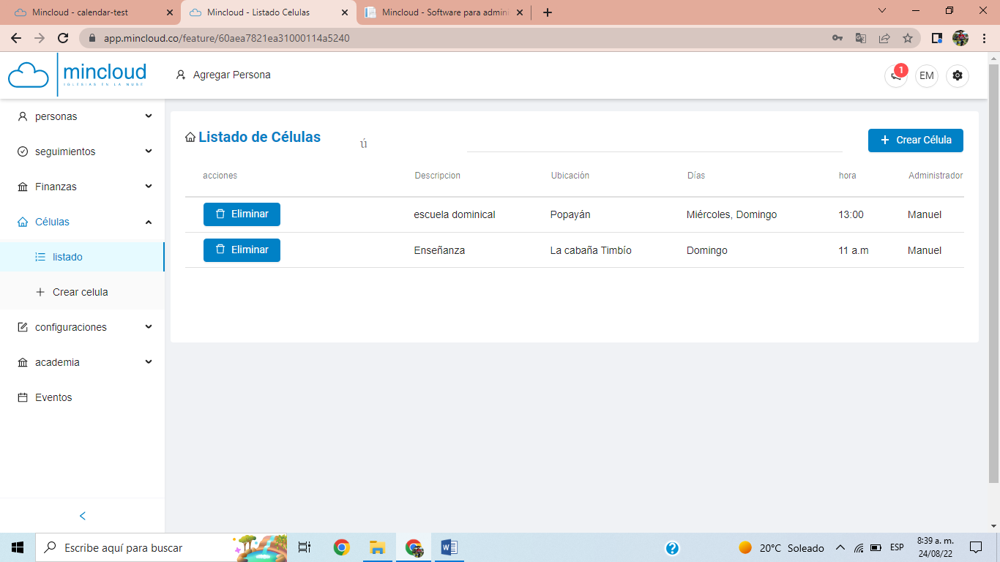 Mincloud - calendar-test
Mincloud - Listado Celulas
Mincloud - Software para admini
app.mincloud.co/feature/60aea7821ea31000114a5240
mincloud
IGLESIAS EN LA NUBE
Agregar Persona
1
EM
personas
seguimientos
Finanzas
Células
listado
Crear celula
configuraciones
academia
Eventos
Listado de Células
ú
Crear Célula
acciones Descripcion Ubicación Días hora Administrador
Eliminar escuela dominical Popayán Miércoles, Domingo 13:00 Manuel
Eliminar Enseñanza La cabaña Timbío Domingo 11 a.m Manuel
Escribe aquí para buscar
20°C Soleado
ESP
8:39 a. m.
24/08/22